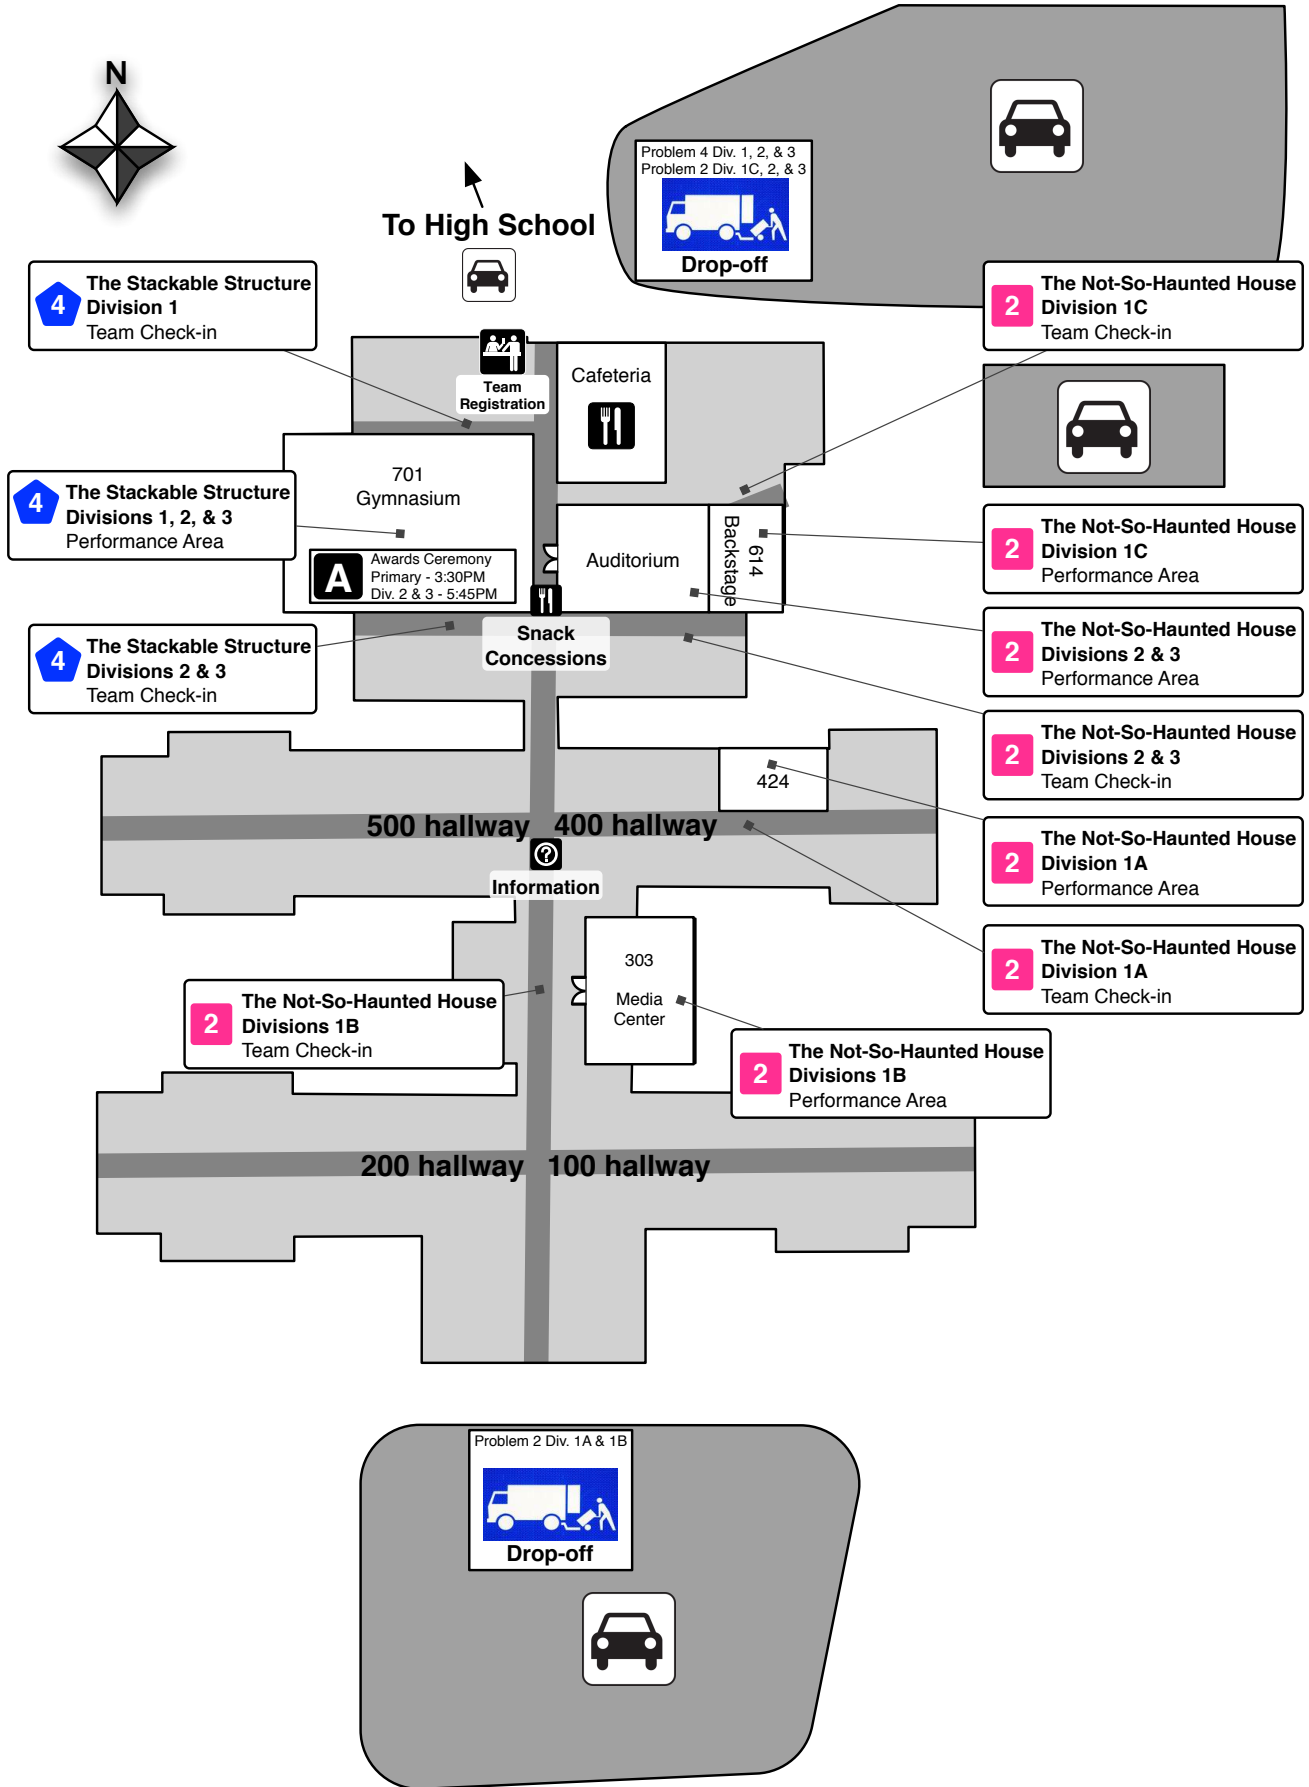 N
Problem 4 Div. 1, 2, & 3
Problem 2 Div. 1C, 2, & 3
Drop-off
To High School
4
The Stackable Structure
Division 1
Team Check-in
2
The Not-So-Haunted House
Division 1C
Team Check-in
Team
Registration
Cafeteria
701
Gymnasium
4
The Stackable Structure
Divisions 1, 2, & 3
Performance Area
A
Awards Ceremony
Primary - 3:30PM
Div. 2 & 3 - 5:45PM
Auditorium
614
Backstage
2
The Not-So-Haunted House
Division 1C
Performance Area
2
The Not-So-Haunted House
Divisions 2 & 3
Performance Area
4
The Stackable Structure
Divisions 2 & 3
Team Check-in
Snack
Concessions
2
The Not-So-Haunted House
Divisions 2 & 3
Team Check-in
424
500 hallway
400 hallway
?
Information
2
The Not-So-Haunted House
Division 1A
Performance Area
2
The Not-So-Haunted House
Division 1A
Team Check-in
303
Media
Center
2
The Not-So-Haunted House
Divisions 1B
Team Check-in
2
The Not-So-Haunted House
Divisions 1B
Performance Area
200 hallway
100 hallway
Problem 2 Div. 1A & 1B
Drop-off